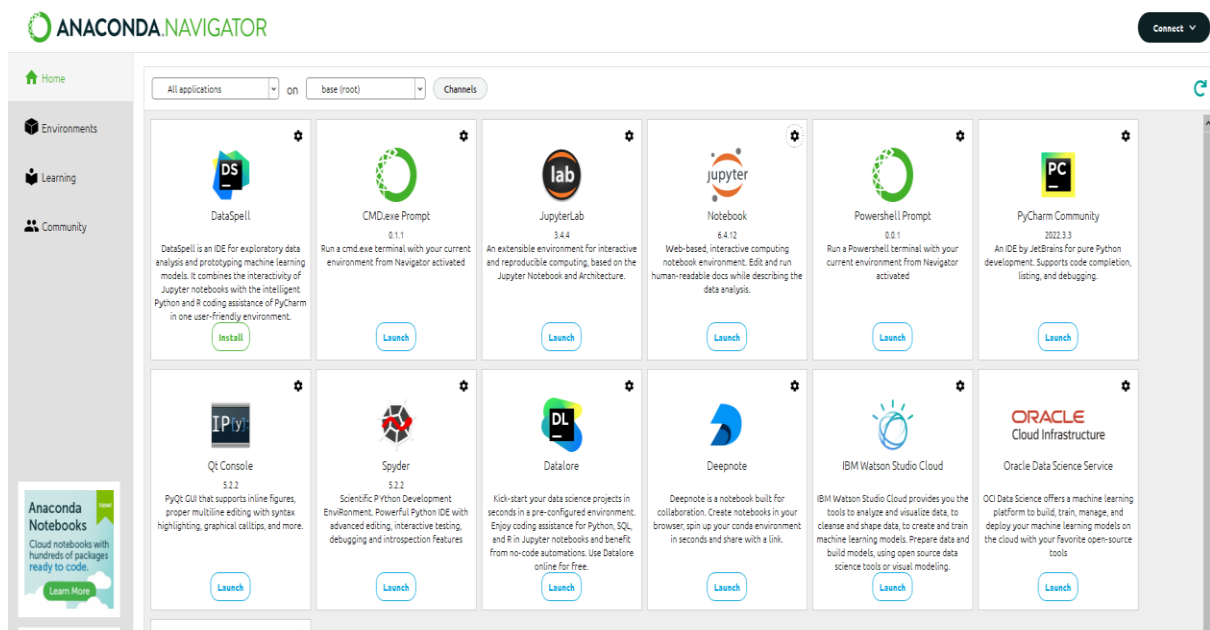 ANACONDA.NAVIGATOR
Connect
Home
All applications
on
base (root)
Channels
Environments
Learning
Community
DS
DataSpell
DataSpell is an IDE for exploratory data
analysis and prototyping machine learning
models. It combines the interactivity of
Jupyter notebooks with the intelligent
Python and R coding assistance of PyCharm
in one user-friendly environment.
Install
CMD.exe Prompt
0.1.1
Run a cmd.exe terminal with your current
environment from Navigator activated
Launch
lab
JupyterLab
3.4.4
An extensible environment for interactive
and reproducible computing, based on the
Jupyter Notebook and Architecture.
Launch
jupyter
Notebook
6.4.12
Web-based, interactive computing
notebook environment. Edit and run
human-readable docs while describing the
data analysis.
Launch
Powershell Prompt
0.0.1
Run a Powershell terminal with your
current environment from Navigator
activated
Launch
PC
PyCharm Community
2022.3.3
An IDE by JetBrains for pure Python
development. Supports code completion,
listing, and debugging.
Launch
IP[y]:
Qt Console
5.2.2
PyQt GUI that supports inline figures,
proper multiline editing with syntax
highlighting, graphical calltips, and more.
Launch
Spyder
5.2.2
Scientific PYthon Development
EnviRonment. Powerful Python IDE with
advanced editing, interactive testing,
debugging and introspection features
Launch
DL
Datalore
Kick-start your data science projects in
seconds in a pre-configured environment.
Enjoy coding assistance for Python, SQL,
and R in Jupyter notebooks and benefit
from no-code automations. Use Datalore
online for free.
Launch
Deepnote
Deepnote is a notebook built for
collaboration. Create notebooks in your
browser, spin up your conda environment
in seconds and share with a link.
Launch
IBM Watson Studio Cloud
IBM Watson Studio Cloud provides you the
tools to analyze and visualize data, to
cleanse and shape data, to create and train
machine learning models. Prepare data and
build models, using open source data
science tools or visual modeling.
Launch
ORACLE
Cloud Infrastructure
Oracle Data Science Service
OCI Data Science offers a machine learning
platform to build, train, manage, and
deploy your machine learning models on
the cloud with your favorite open-source
tools
Launch
Anaconda
Notebooks
Cloud notebooks with
hundreds of packages
ready to code.
Learn More